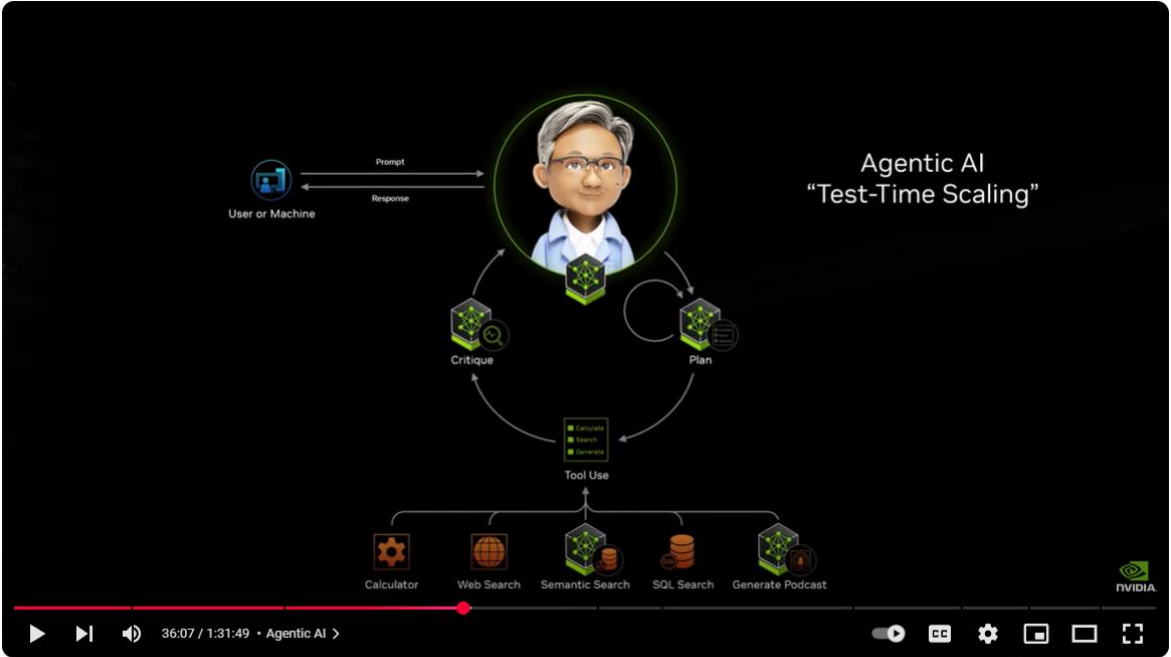 Agentic AI
“Test-Time Scaling”
Prompt
Response
User or Machine
Critique
Plan
Calculate
Search
Generate
Tool Use
Calculator
Web Search
Semantic Search
SQL Search
Generate Podcast
NVIDIA.
36:07 / 1:31:49 • Agentic AI
CC